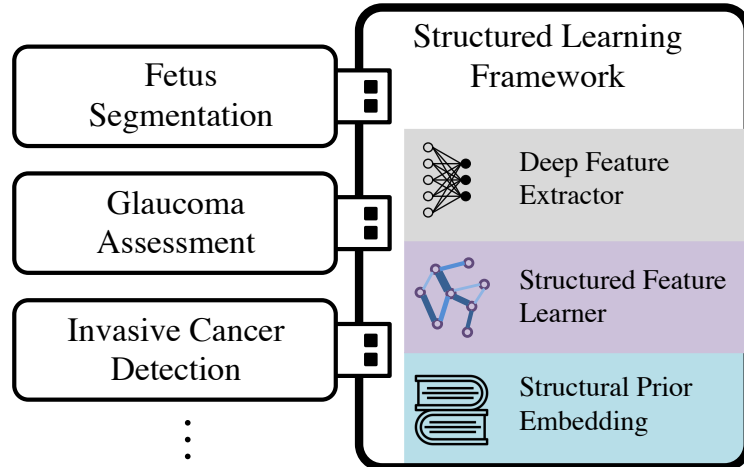 Structured Learning
Framework
Fetus
Segmentation
Glaucoma
Assessment
Invasive Cancer
Detection
Deep Feature
Extractor
Structured Feature
Learner
Structural Prior
Embedding